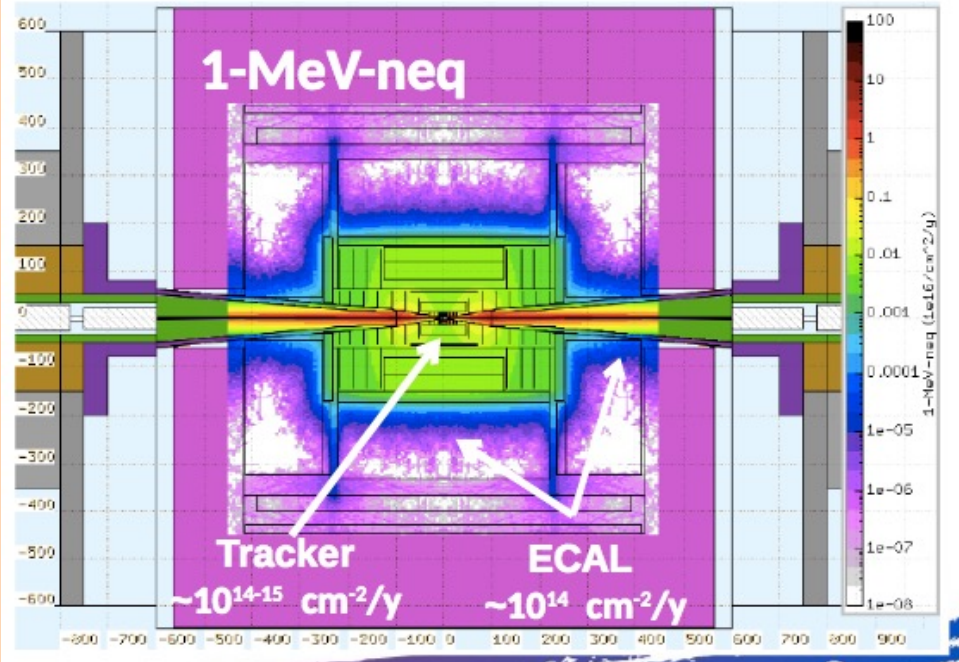 1-MeV-neq
600
500
400
300
200
100
0
-100
-200
-300
-400
-500
-600
-800 -700 -600 -500 -400 -300 -200 -100 0 100 200 300 400 500 600 700 800 900
100
10
1
0.1
0.01
0.001
0.0001
1e-05
1e-06
1e-07
1e-08
1-MeV-neq (1e16/cm^2/y)
Tracker
~10¹⁴⁻¹⁵ cm⁻²/y
ECAL
~10¹⁴ cm⁻²/y